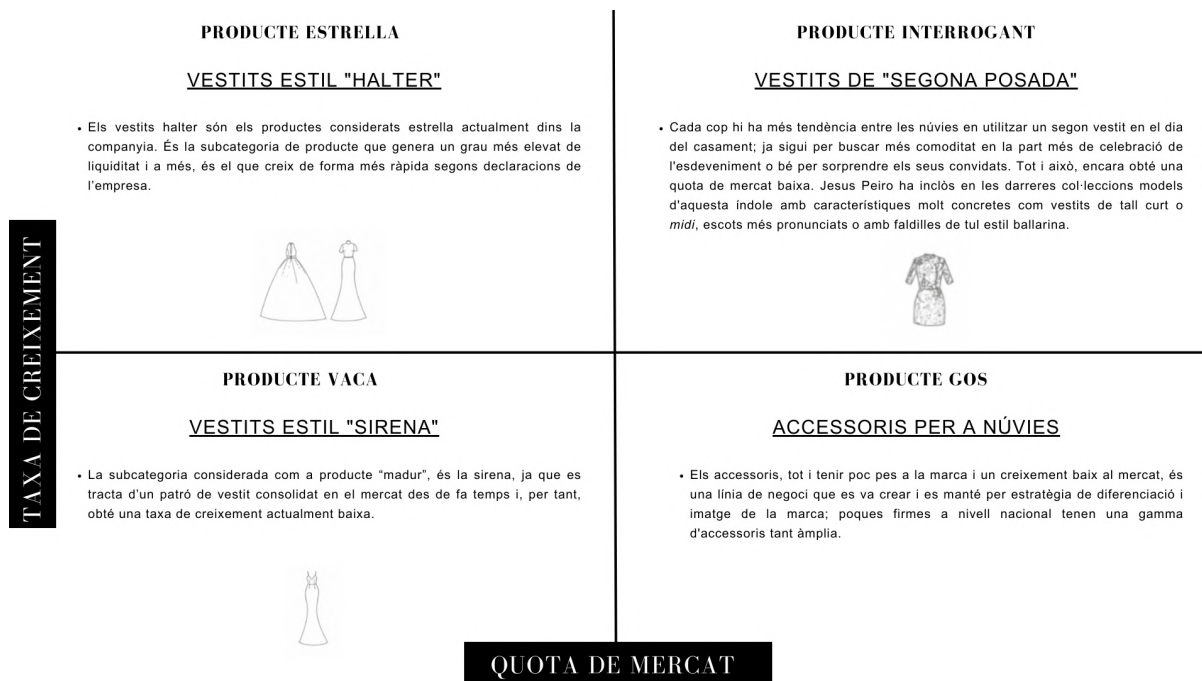 PRODUCTE ESTRELLA
VESTITS ESTIL "HALTER"
• Els vestits halter són els productes considerats estrella actualment dins la
companyia. És la subcategoria de producte que genera un grau més elevat de
liquiditat i a més, és el que creix de forma més ràpida segons declaracions de
l'empresa.
PRODUCTE INTERROGANT
VESTITS DE "SEGONA POSADA"
• Cada cop hi ha més tendència entre les núvies en utilitzar un segon vestit en el dia
del casament; ja sigui per buscar més comoditat en la part més de celebració de
l'esdeveniment o bé per sorprendre els seus convidats. Tot i això, encara obté una
quota de mercat baixa. Jesus Peiro ha inclòs en les darreres col·leccions models
d'aquesta índole amb característiques molt concretes com vestits de tall curt o
midi, escots més pronunciats o amb faldilles de tul estil ballarina.
TAXA DE CREIXEMENT
PRODUCTE VACA
VESTITS ESTIL "SIRENA"
• La subcategoria considerada com a producte “madur”, és la sirena, ja que es
tracta d'un patró de vestit consolidat en el mercat des de fa temps i, per tant,
obté una taxa de creixement actualment baixa.
PRODUCTE GOS
ACCESSORIS PER A NÚVIES
• Els accessoris, tot i tenir poc pes a la marca i un creixement baix al mercat, és
una línia de negoci que es va crear i es manté per estratègia de diferenciació i
imatge de la marca; poques firmes a nivell nacional tenen una gamma
d'accessoris tant àmplia.
QUOTA DE MERCAT